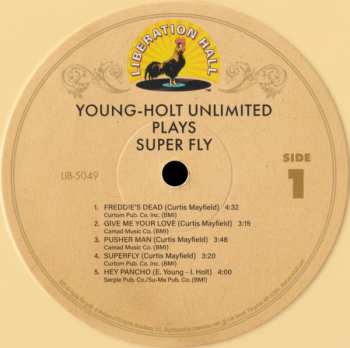 LIBERATION HALL
YOUNG-HOLT UNLIMITED
PLAYS
SUPER FLY
LIB-5049
SIDE
1
1. FREDDIE'S DEAD (Curtis Mayfield) 4:32
Curtom Pub. Co. Inc. (BMI)
2. GIVE ME YOUR LOVE (Curtis Mayfield) 3:15
Camad Music Co. (BMI)
3. PUSHER MAN (Curtis Mayfield) 3:48
Camad Music Co. (BMI)
4. SUPERFLY (Curtis Mayfield) 3:20
Curtom Pub. Co. Inc. (BMI)
5. HEY PANCHO (E. Young - I. Holt) 4:00
Serple Pub. Co./Su-Ma Pub. Co. (BMI)